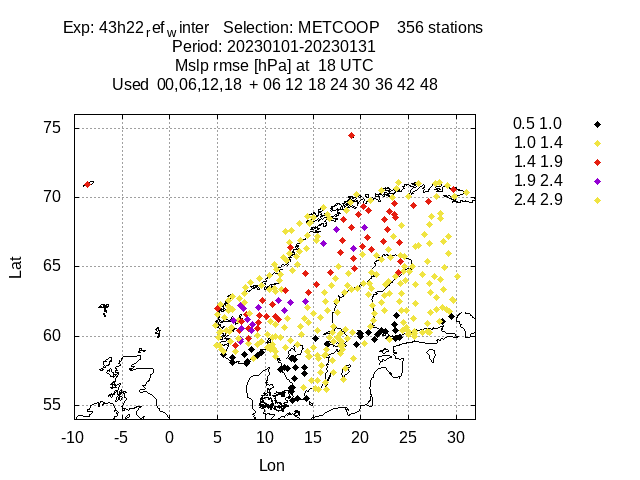 Exp: 43h22refwinter Selection: METCOOP 356 stations
Period: 20230101-20230131
Mslp rmse [hPa] at 18 UTC
Used 00,06,12,18 + 06 12 18 24 30 36 42 48
0.5 1.0
1.0 1.4
1.4 1.9
1.9 2.4
2.4 2.9
75
70
65
60
55
Lat
-10 -5 0 5 10 15 20 25 30
Lon